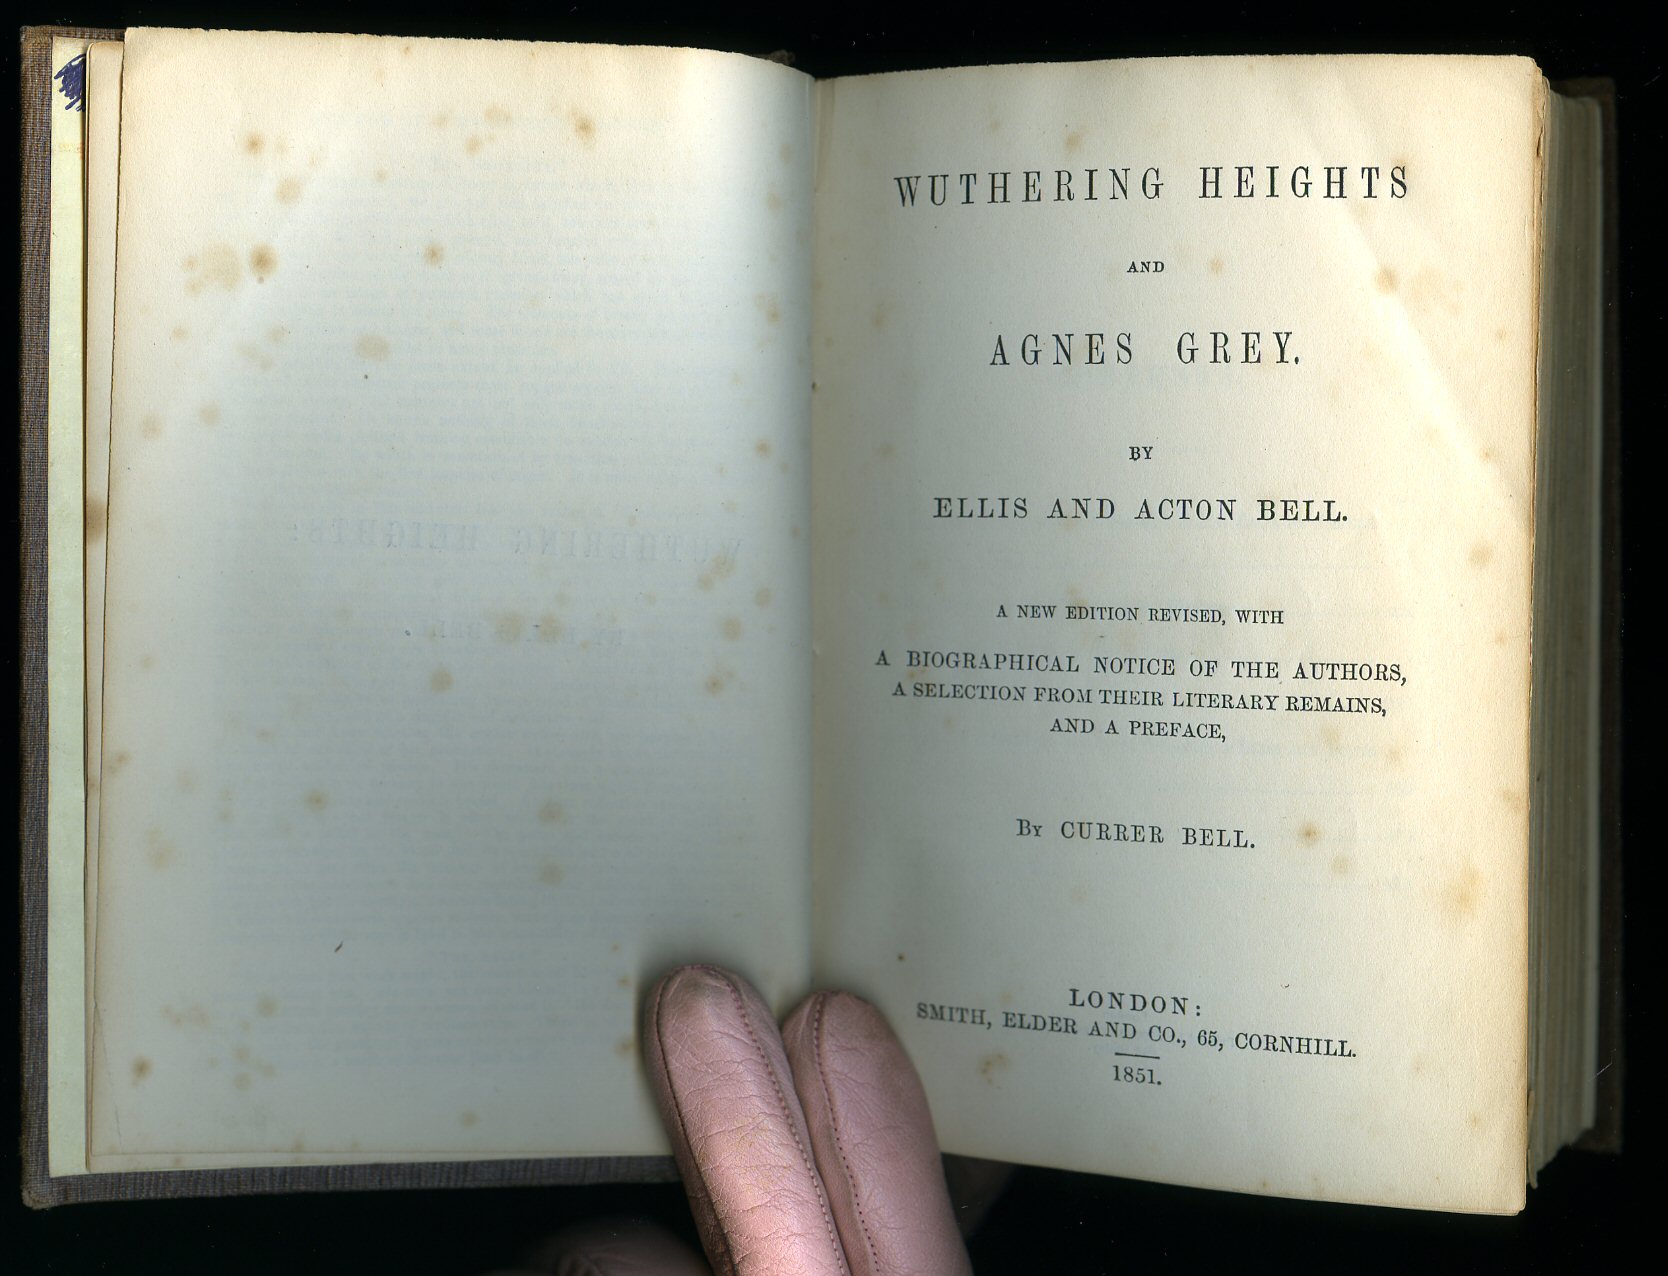 WUTHERING HEIGHTS
AND
AGNES GREY.
BY
ELLIS AND ACTON BELL.
A NEW EDITION REVISED, WITH
A BIOGRAPHICAL NOTICE OF THE AUTHORS,
A SELECTION FROM THEIR LITERARY REMAINS,
AND A PREFACE,
By CURRER BELL.
LONDON:
SMITH, ELDER AND CO., 65, CORNHILL.
1851.